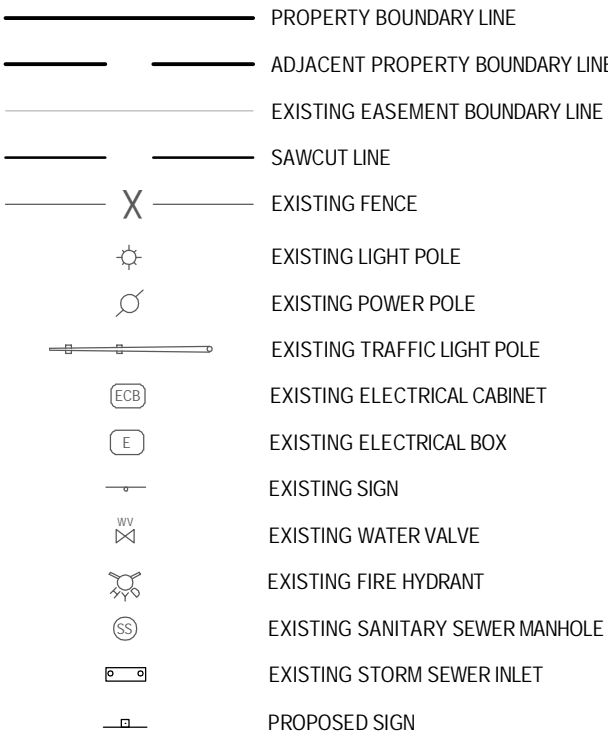 PROPERTY BOUNDARY LINE
ADJACENT PROPERTY BOUNDARY LINE
EXISTING EASEMENT BOUNDARY LINE
SAWCUT LINE
X EXISTING FENCE
EXISTING LIGHT POLE
EXISTING POWER POLE
EXISTING TRAFFIC LIGHT POLE
ECB EXISTING ELECTRICAL CABINET
E EXISTING ELECTRICAL BOX
EXISTING SIGN
WV
EXISTING WATER VALVE
EXISTING FIRE HYDRANT
SS EXISTING SANITARY SEWER MANHOLE
EXISTING STORM SEWER INLET
PROPOSED SIGN